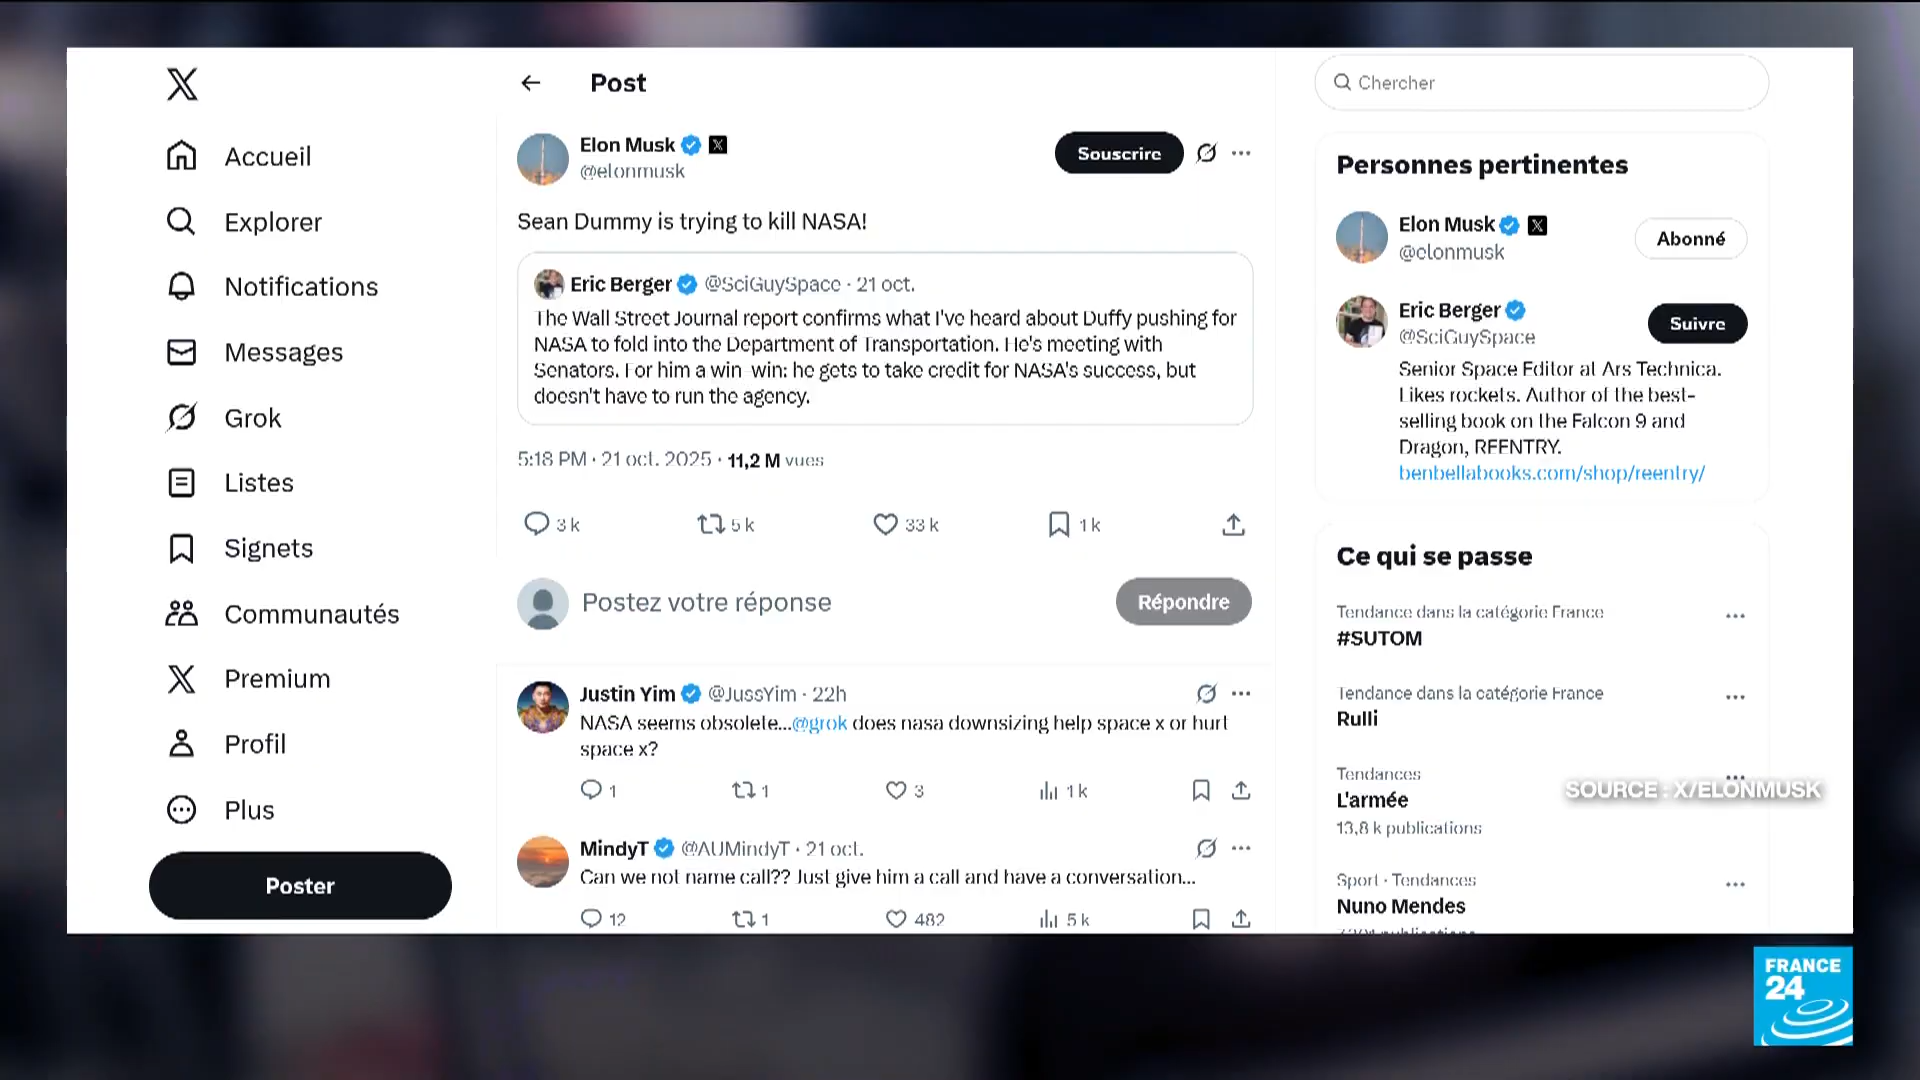 Accueil
Explorer
Notifications
Messages
Grok
Listes
Signets
Communautés
Premium
Profil
Plus
Poster
Post
Elon Musk
@elonmusk
Souscrire
Sean Dummy is trying to kill NASA!
Eric Berger @SciGuySpace · 21 oct.
The Wall Street Journal report confirms what I've heard about Duffy pushing for
NASA to fold into the Department of Transportation. He's meeting with
Senators. For him a win-win: he gets to take credit for NASA's success, but
doesn't have to run the agency.
5:18 PM · 21 oct. 2025 · 11,2 M vues
3 k
5 k
33 k
1 k
Postez votre réponse
Répondre
Justin Yim @JussYim · 22h
NASA seems obsolete...@grok does nasa downsizing help space x or hurt
space x?
1
1
3
1 k
MindyT @AUMindyT · 21 oct.
Can we not name call?? Just give him a call and have a conversation...
12
1
482
5 k
Chercher
Personnes pertinentes
Elon Musk
@elonmusk
Abonné
Eric Berger
@SciGuySpace
Suivre
Senior Space Editor at Ars Technica.
Likes rockets. Author of the best-
selling book on the Falcon 9 and
Dragon, REENTRY.
benbellabooks.com/shop/reentry/
Ce qui se passe
Tendance dans la catégorie France
#SUTOM
Tendance dans la catégorie France
Rulli
Tendances
L'armée
13,8 k publications
SOURCE : X/ELONMUSK
Sport · Tendances
Nuno Mendes
FRANCE
24